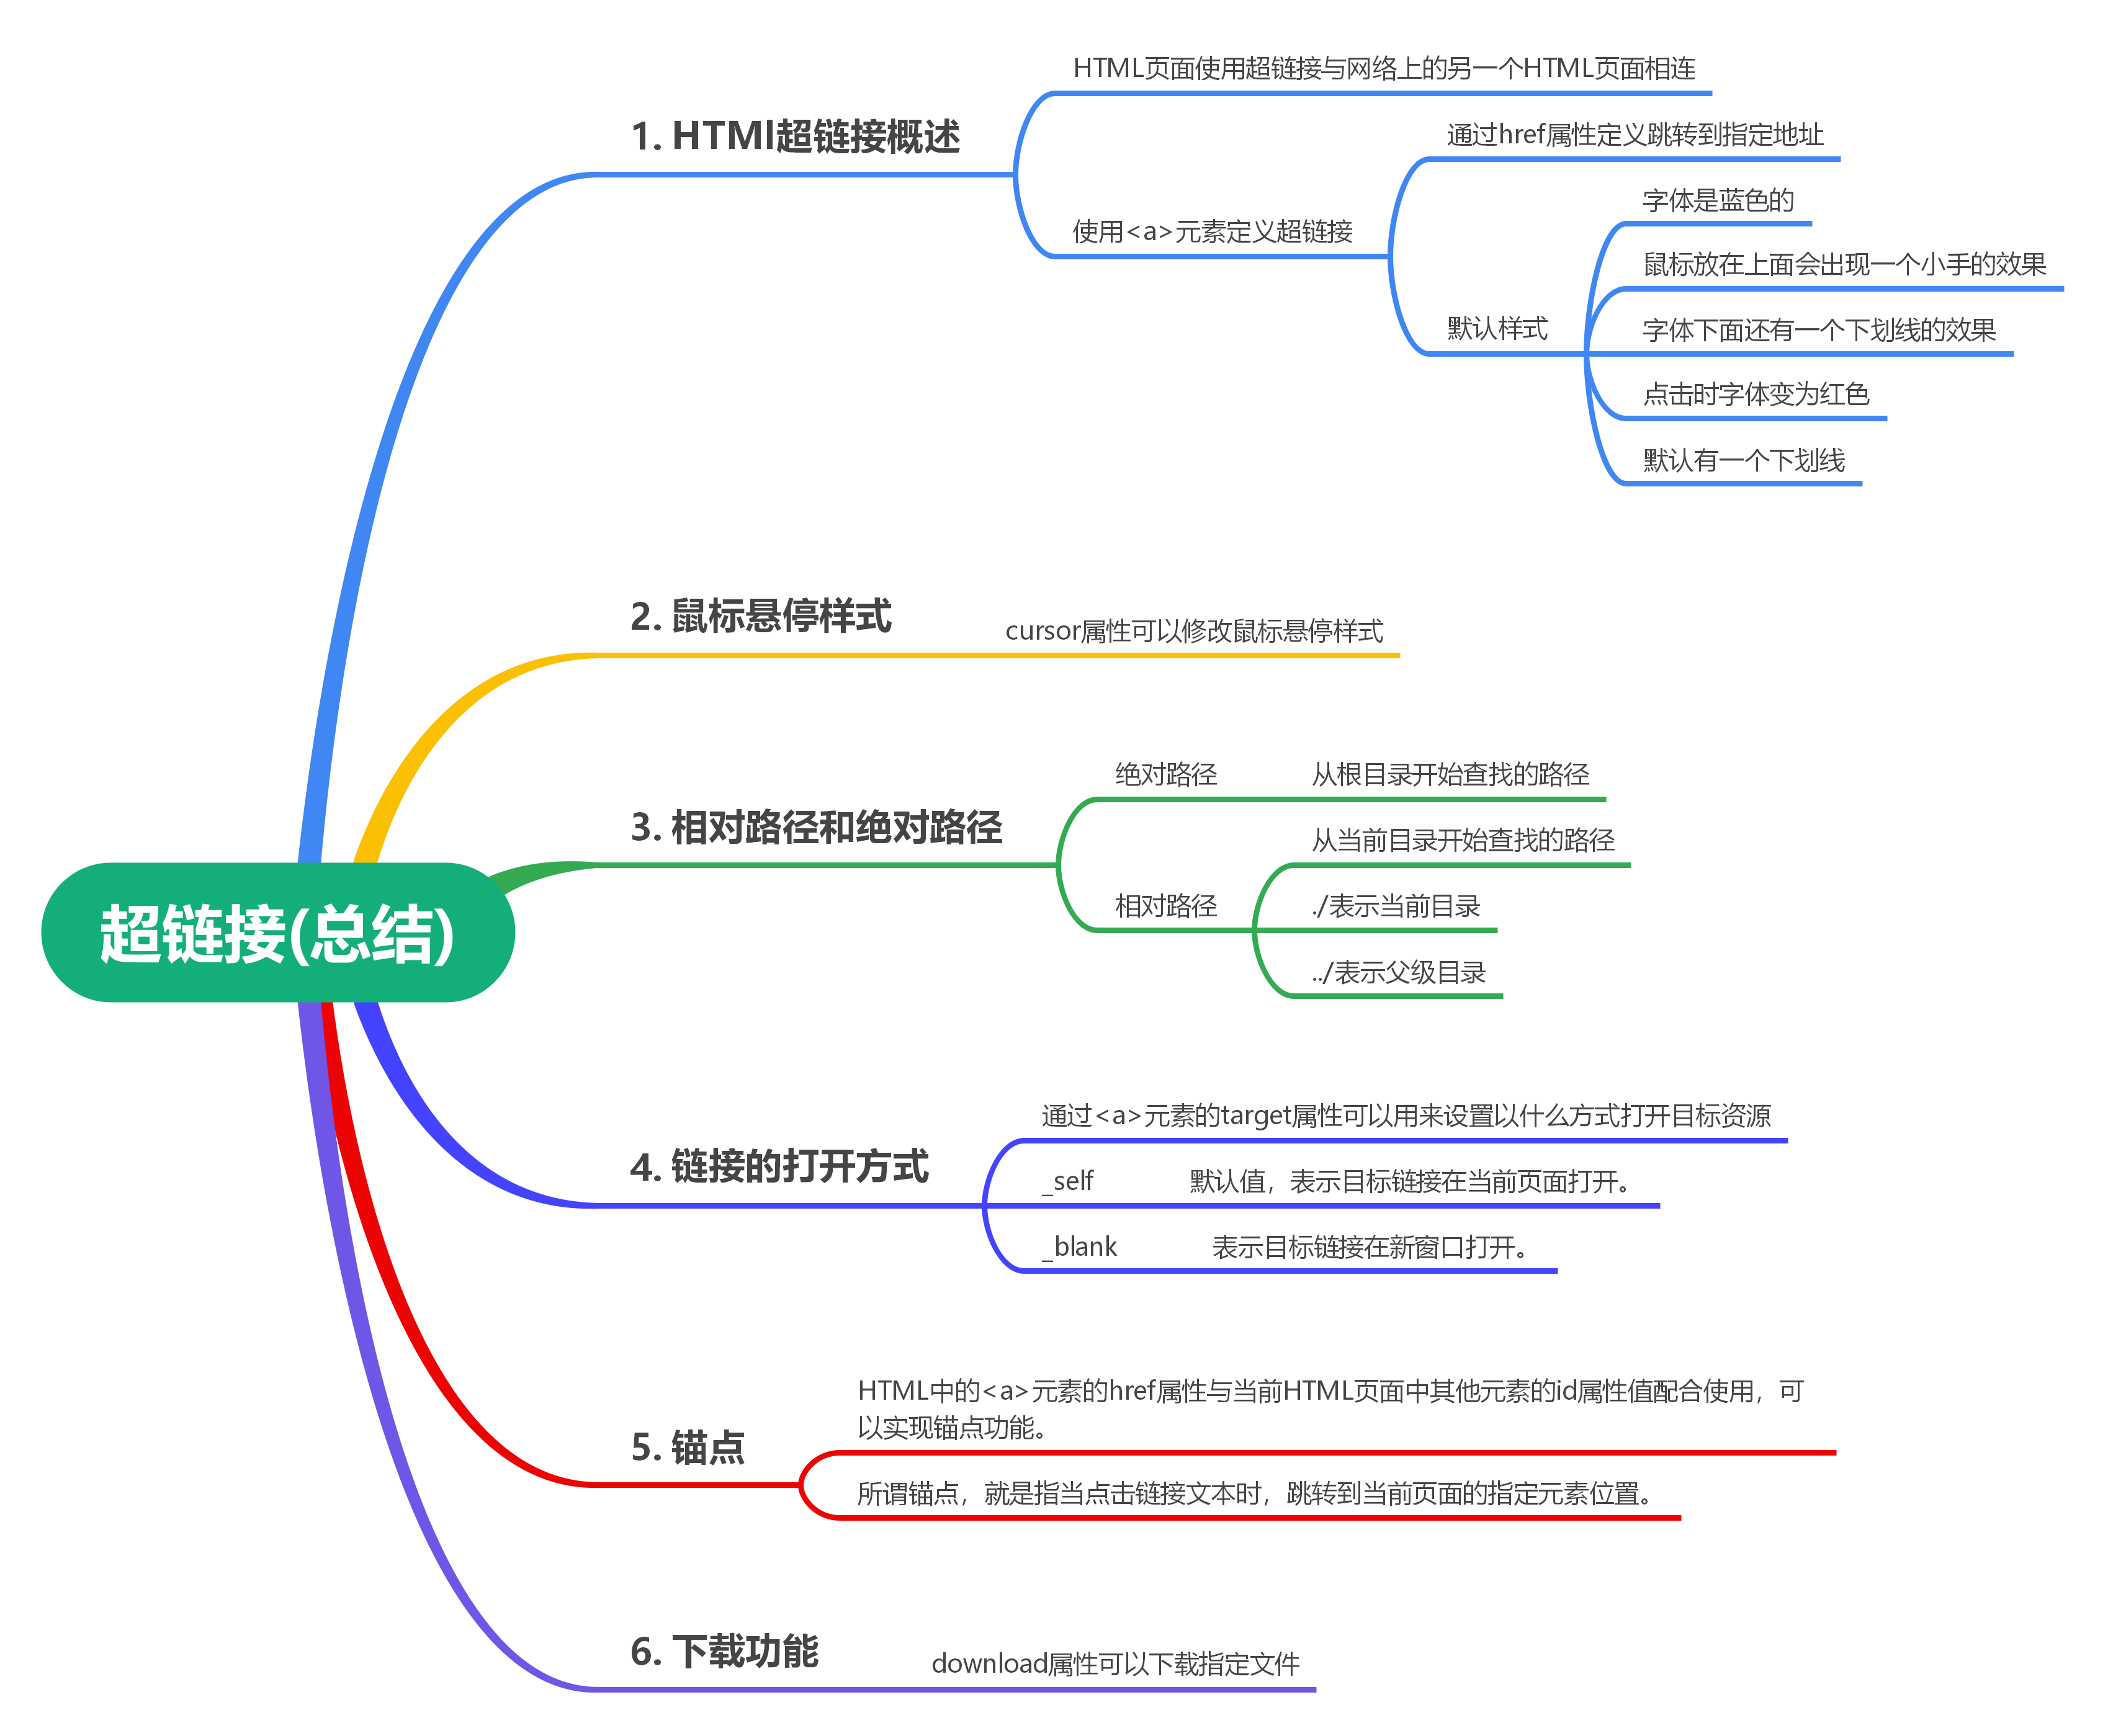 超链接(总结)
1. HTMl超链接概述
HTML页面使用超链接与网络上的另一个HTML页面相连
使用<a>元素定义超链接
通过href属性定义跳转到指定地址
默认样式
字体是蓝色的
鼠标放在上面会出现一个小手的效果
字体下面还有一个下划线的效果
点击时字体变为红色
默认有一个下划线
2. 鼠标悬停样式
cursor属性可以修改鼠标悬停样式
3. 相对路径和绝对路径
绝对路径
从根目录开始查找的路径
相对路径
从当前目录开始查找的路径
./表示当前目录
../表示父级目录
4. 链接的打开方式
通过<a>元素的target属性可以用来设置以什么方式打开目标资源
_self
默认值，表示目标链接在当前页面打开。
_blank
表示目标链接在新窗口打开。
5. 锚点
HTML中的<a>元素的href属性与当前HTML页面中其他元素的id属性值配合使用，可
以实现锚点功能。
所谓锚点，就是指当点击链接文本时，跳转到当前页面的指定元素位置。
6. 下载功能
download属性可以下载指定文件